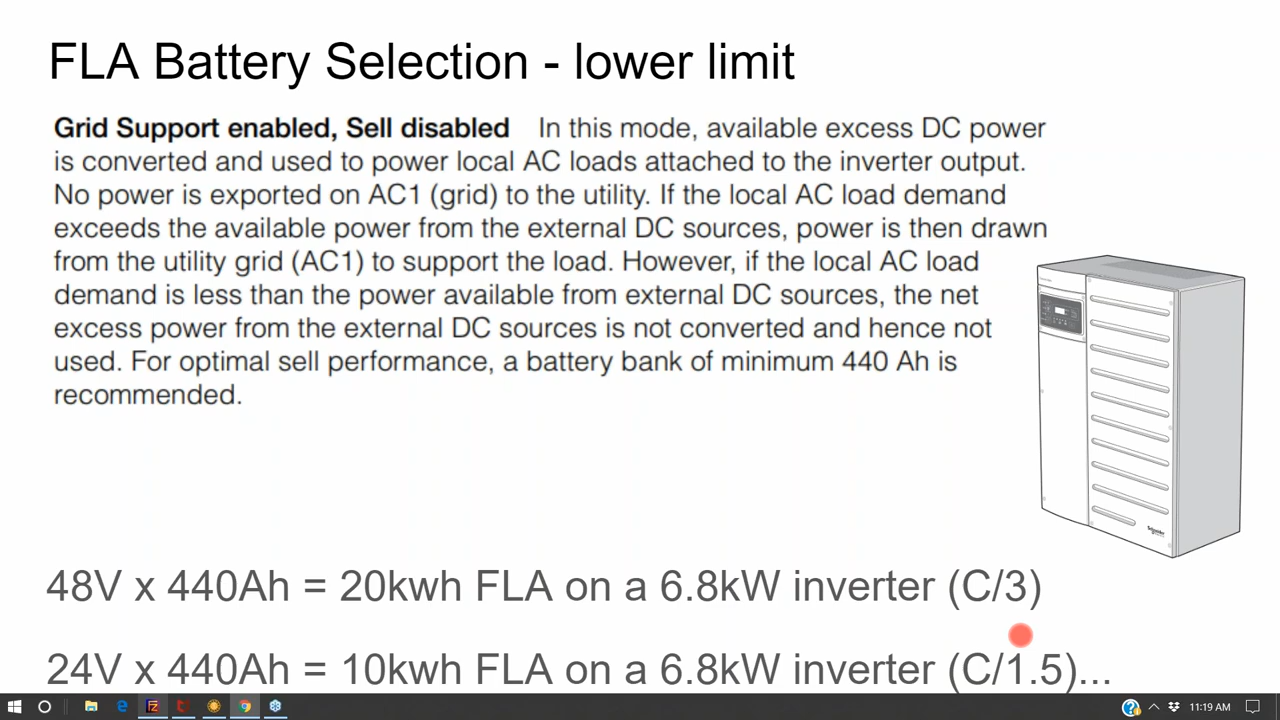 FLA Battery Selection - lower limit
Grid Support enabled, Sell disabled In this mode, available excess DC power
is converted and used to power local AC loads attached to the inverter output.
No power is exported on AC1 (grid) to the utility. If the local AC load demand
exceeds the available power from the external DC sources, power is then drawn
from the utility grid (AC1) to support the load. However, if the local AC load
demand is less than the power available from external DC sources, the net
excess power from the external DC sources is not converted and hence not
used. For optimal sell performance, a battery bank of minimum 440 Ah is
recommended.
Schneider
48V x 440Ah = 20kwh FLA on a 6.8kW inverter (C/3)
24V x 440Ah = 10kwh FLA on a 6.8kW inverter (C/1.5)...
11:19 AM